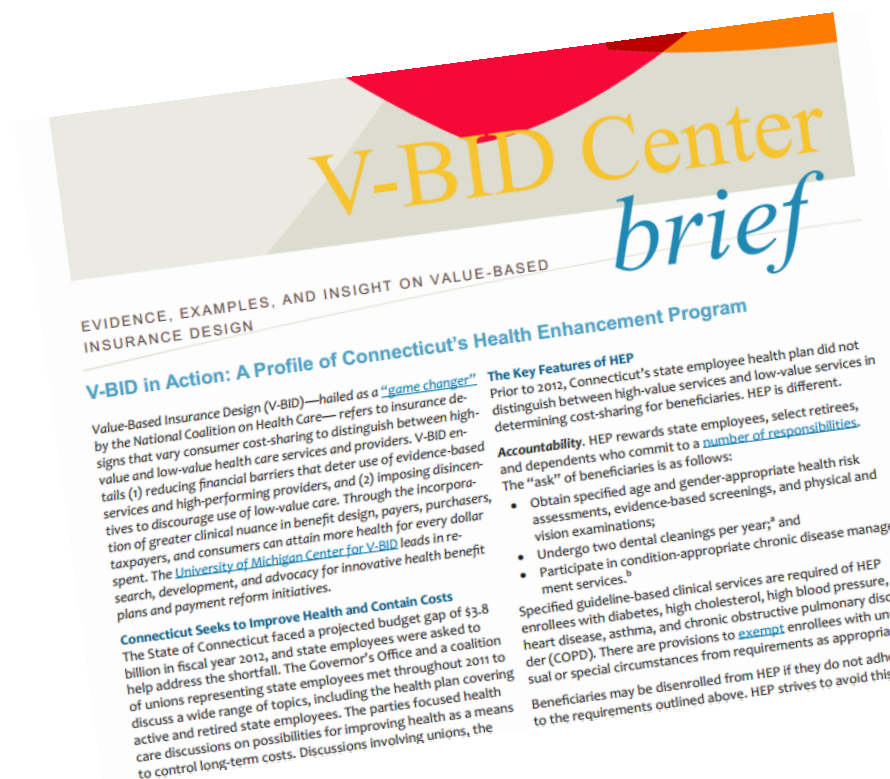 V-BID Center
brief
EVIDENCE, EXAMPLES, AND INSIGHT ON VALUE-BASED
INSURANCE DESIGN
V-BID in Action: A Profile of Connecticut's Health Enhancement Program
Value-Based Insurance Design (V-BID)—hailed as a “game changer”
by the National Coalition on Health Care— refers to insurance de-
signs that vary consumer cost-sharing to distinguish between high-
value and low-value health care services and providers. V-BID en-
tails (1) reducing financial barriers that deter use of evidence-based
services and high-performing providers, and (2) imposing disincen-
tives to discourage use of low-value care. Through the incorpora-
tion of greater clinical nuance in benefit design, payers, purchasers,
taxpayers, and consumers can attain more health for every dollar
spent. The University of Michigan Center for V-BID leads in re-
search, development, and advocacy for innovative health benefit
plans and payment reform initiatives.
Connecticut Seeks to Improve Health and Contain Costs
The State of Connecticut faced a projected budget gap of $3.8
billion in fiscal year 2012, and state employees were asked to
help address the shortfall. The Governor's Office and a coalition
of unions representing state employees met throughout 2011 to
discuss a wide range of topics, including the health plan covering
active and retired state employees. The parties focused health
care discussions on possibilities for improving health as a means
to control long-term costs. Discussions involving unions, the
The Key Features of HEP
Prior to 2012, Connecticut's state employee health plan did not
distinguish between high-value services and low-value services in
determining cost-sharing for beneficiaries. HEP is different.
Accountability. HEP rewards state employees, select retirees,
and dependents who commit to a number of responsibilities.
The “ask” of beneficiaries is as follows:
• Obtain specified age and gender-appropriate health risk
assessments, evidence-based screenings, and physical and
vision examinations;
• Undergo two dental cleanings per year;ª and
• Participate in condition-appropriate chronic disease manage
ment services.ᵇ
Specified guideline-based clinical services are required of HEP
enrollees with diabetes, high cholesterol, high blood pressure,
heart disease, asthma, and chronic obstructive pulmonary diso
der (COPD). There are provisions to exempt enrollees with un
sual or special circumstances from requirements as appropria
Beneficiaries may be disenrolled from HEP if they do not adhe
to the requirements outlined above. HEP strives to avoid this